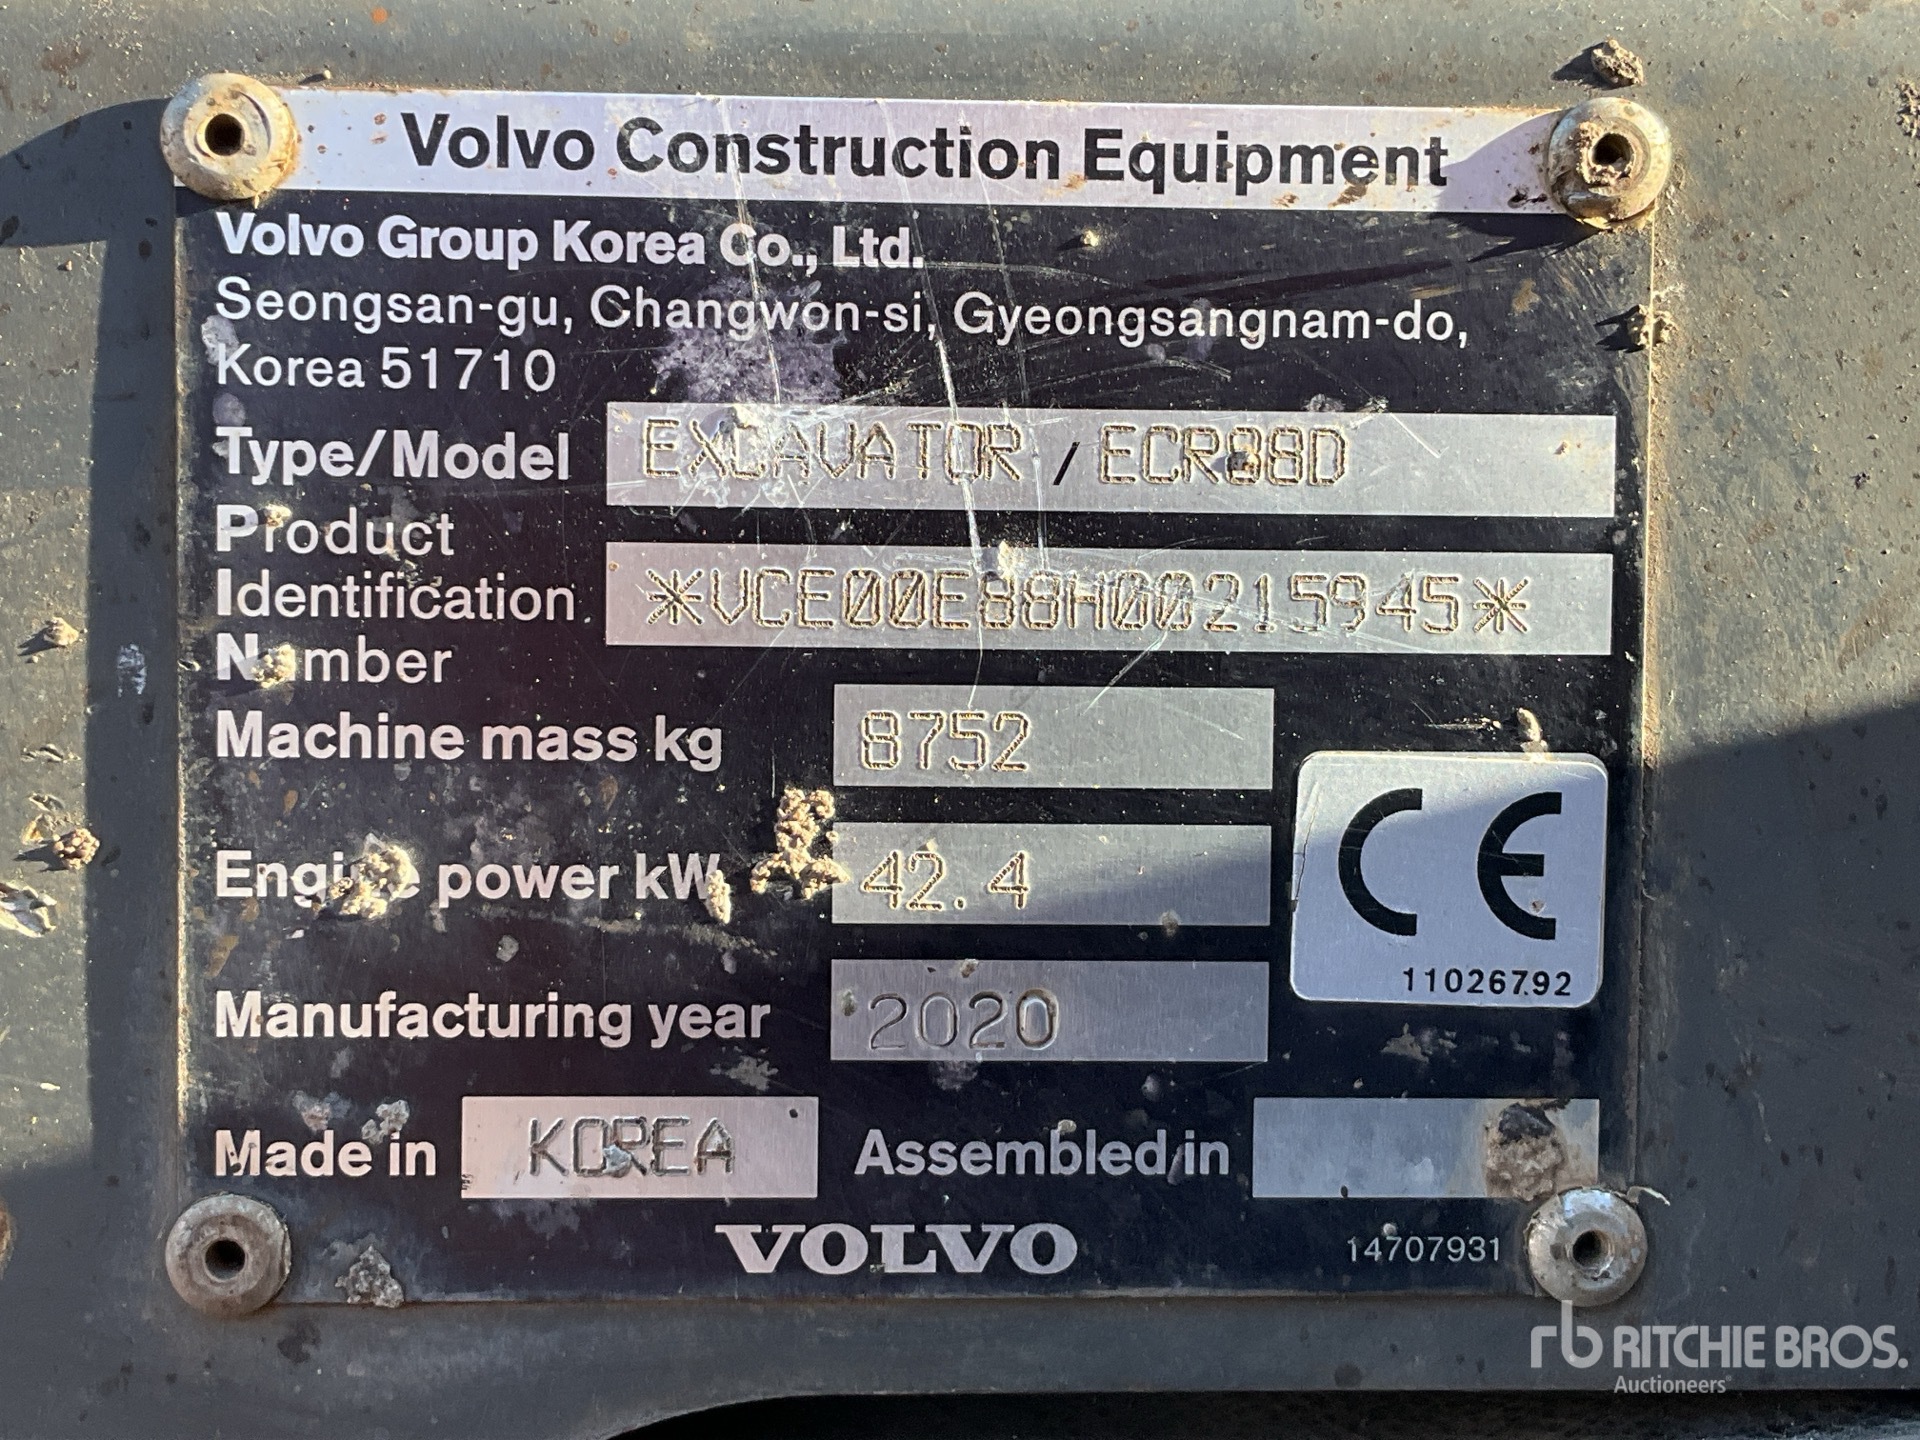 Volvo Construction Equipment
Volvo Group Korea Co., Ltd.
Seongsan-gu, Changwon-si, Gyeongsangnam-do,
Korea 51710
Type/Model EXCAVATOR / ECR88D
Product
Identification *VCE00E88H00215945*
Number
Machine mass kg 8752
Engine power kW 42.4
CE
11026792
Manufacturing year 2020
Made in KOREA Assembled in
VOLVO 14707931
rb RITCHIE BROS.
Auctioneers